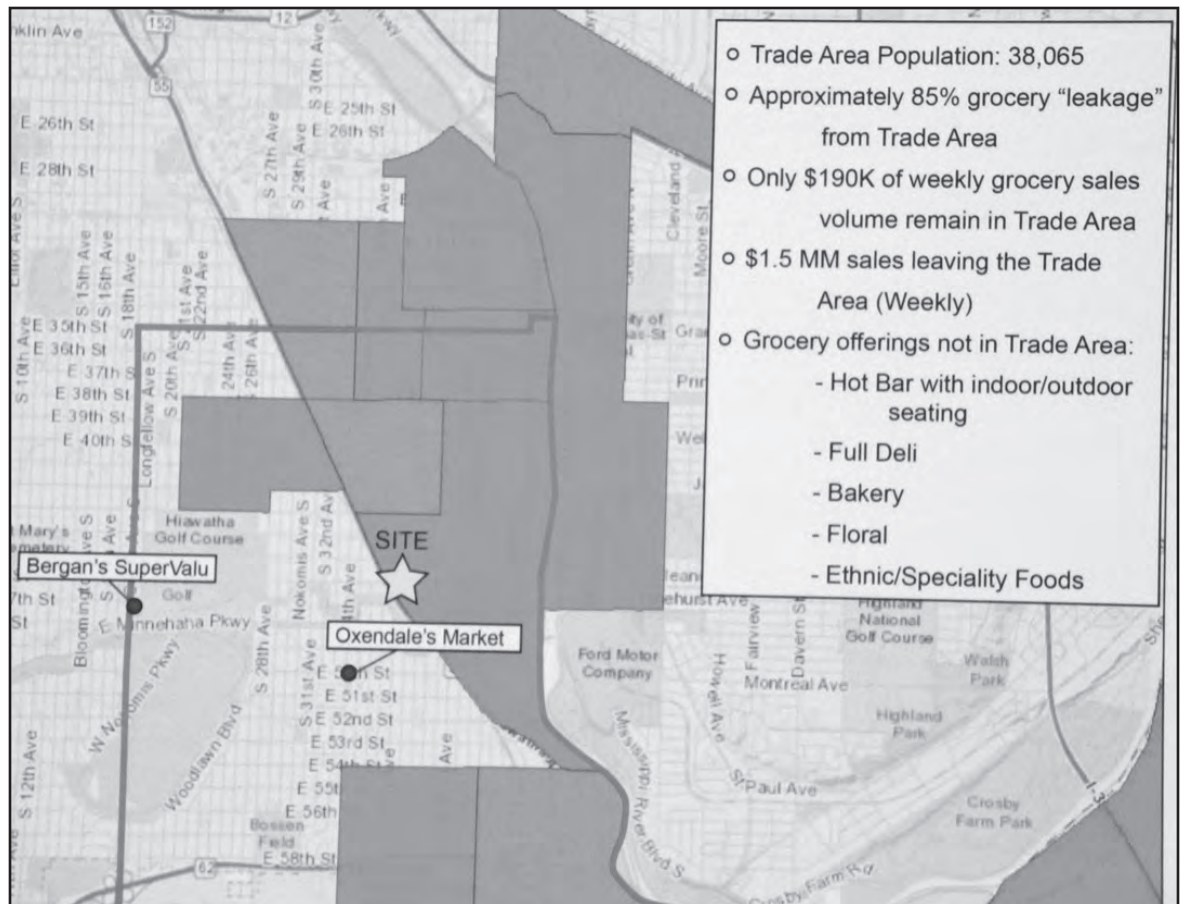 152
12
55
E 25th St
E 26th St
E 26th St
E 28th St
S 30th Ave
S 27th Ave
S 29th Ave
Ave
S 15th Ave
S 16th Ave
S 18th Ave
S 22nd Ave
E 35th St
E 36th St
E 37th S
E 38th St
E 39th St
E 40th S
S 10th Ave
Longfellow Ave S
S 20th Ave
24th Ave
26th Ave
Cleveland
Moore St
Hiawatha
Golf Course
Golf
Nokomis Ave S
S 32nd Av
SITE
Bergan's SuperValu
E Minnehaha Pkwy
Oxendale's Market
W Nokomis Pkwy
Woodlawn Blvd
S 28th Ave
S 31st Ave
E 51st St
E 52nd St
E 53rd St
E 54th St
E 55t
E 56th
Bossen
Field
E 58th St
62
S 12th Ave
Ave
Ford Motor
Company
Howell Ave
Fairview
Davern St
Montreal Ave
Highland
National
Golf Course
Walsh
Park
Highland
Park
Mississippi River Blvd S
St Paul Ave
Crosby
Farm Park
Crosby Farm Rd
○ Trade Area Population: 38,065
○ Approximately 85% grocery “leakage”
from Trade Area
○ Only $190K of weekly grocery sales
volume remain in Trade Area
○ $1.5 MM sales leaving the Trade
Area (Weekly)
○ Grocery offerings not in Trade Area:
- Hot Bar with indoor/outdoor
seating
- Full Deli
- Bakery
- Floral
- Ethnic/Speciality Foods